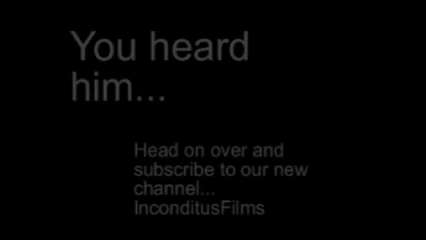 You heard
him...
Head on over and
subscribe to our new
channel...
InconditusFilms